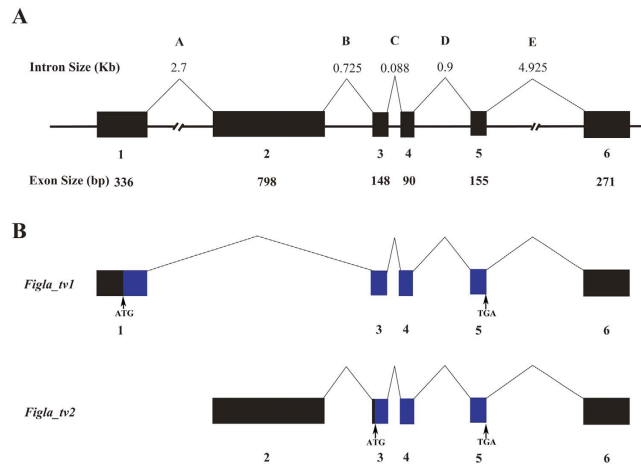 A
A B C D E
Intron Size (Kb) 2.7 0.725 0.088 0.9 4.925
1 2 3 4 5 6
Exon Size (bp) 336 798 148 90 155 271
B
Figla_tv1
ATG TGA
1 3 4 5 6
Figla_tv2
ATG TGA
2 3 4 5 6